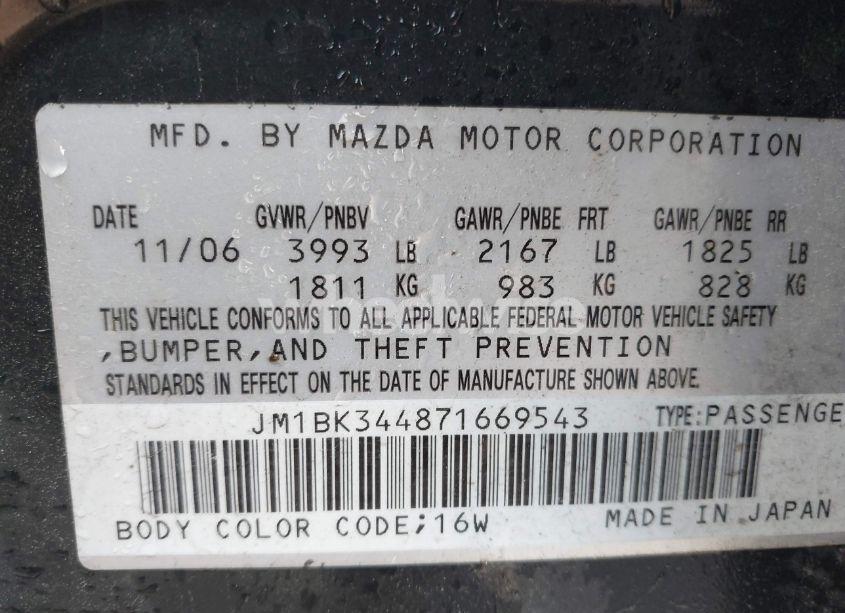 MFD. BY MAZDA MOTOR CORPORATION
DATE GVWR/PNBV GAWR/PNBE FRT GAWR/PNBE RR
11/06 3993 LB 2167 LB 1825 LB
1811 KG 983 KG 828 KG
THIS VEHICLE CONFORMS TO ALL APPLICABLE FEDERAL MOTOR VEHICLE SAFETY
,BUMPER,AND THEFT PREVENTION
STANDARDS IN EFFECT ON THE DATE OF MANUFACTURE SHOWN ABOVE.
JM1BK344871669543 TYPE:PASSENGE
BODY COLOR CODE;16W MADE IN JAPAN